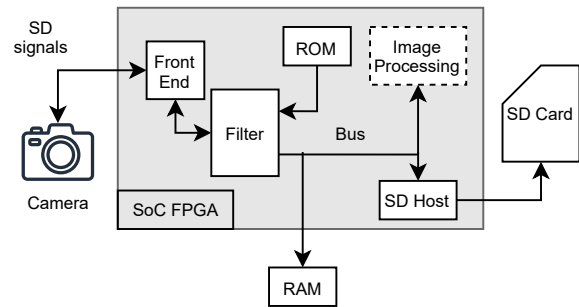 SD
signals
Front
End
ROM
Image
Processing
SD Card
Filter
Bus
Camera
SoC FPGA
SD Host
RAM